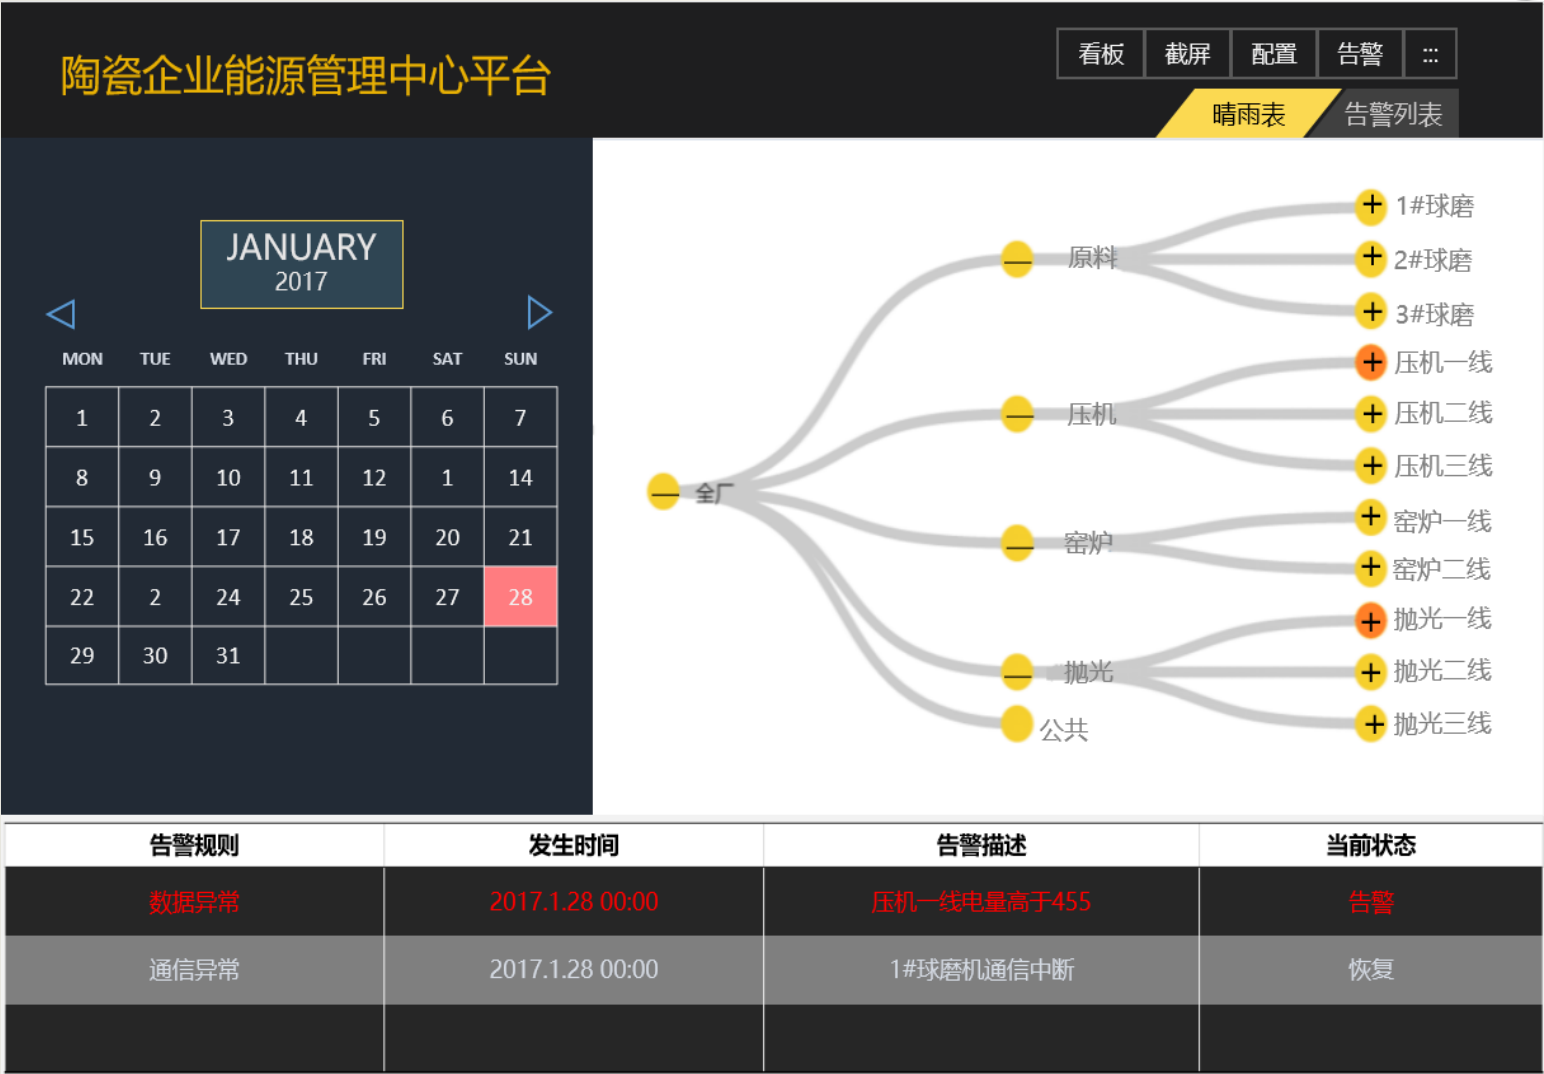 陶瓷企业能源管理中心平台
看板 截屏 配置 告警 :::
晴雨表 告警列表
JANUARY
2017
MON TUE WED THU FRI SAT SUN
1 2 3 4 5 6 7
8 9 10 11 12 1 14
15 16 17 18 19 20 21
22 2 24 25 26 27 28
29 30 31
全厂
原料
压机
窑炉
抛光
公共
1#球磨
2#球磨
3#球磨
压机一线
压机二线
压机三线
窑炉一线
窑炉二线
抛光一线
抛光二线
抛光三线
告警规则 发生时间 告警描述 当前状态
数据异常 2017.1.28 00:00 压机一线电量高于455 告警
通信异常 2017.1.28 00:00 1#球磨机通信中断 恢复